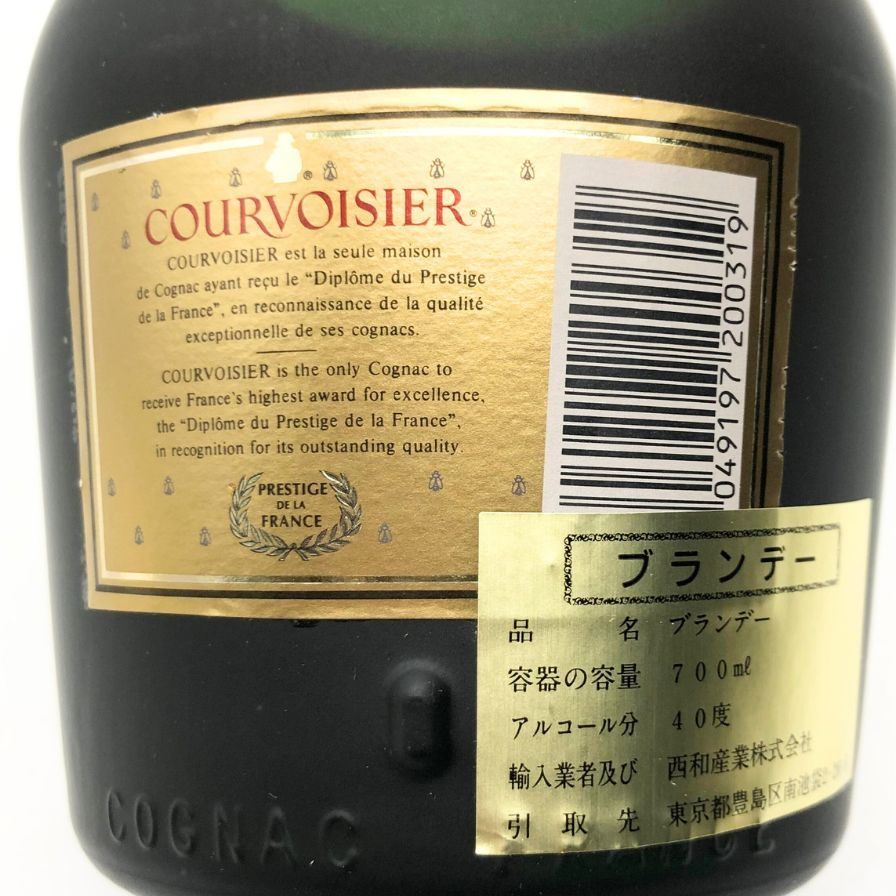 COURVOISIER®
COURVOISIER est la seule maison
de Cognac ayant reçu le “Diplôme du Prestige
de la France”, en reconnaissance de la qualité
exceptionnelle de ses cognacs.
COURVOISIER is the only Cognac to
receive France's highest award for excellence,
the “Diplôme du Prestige de la France”,
in recognition for its outstanding quality.
PRESTIGE
DE LA
FRANCE
049197 200319
ブランデー
品名 ブランデー
容器の容量 700ml
アルコール分 40度
輸入業者及び 西和産業株式会社
引取先 東京都豊島区南池袋2-
COGNAC